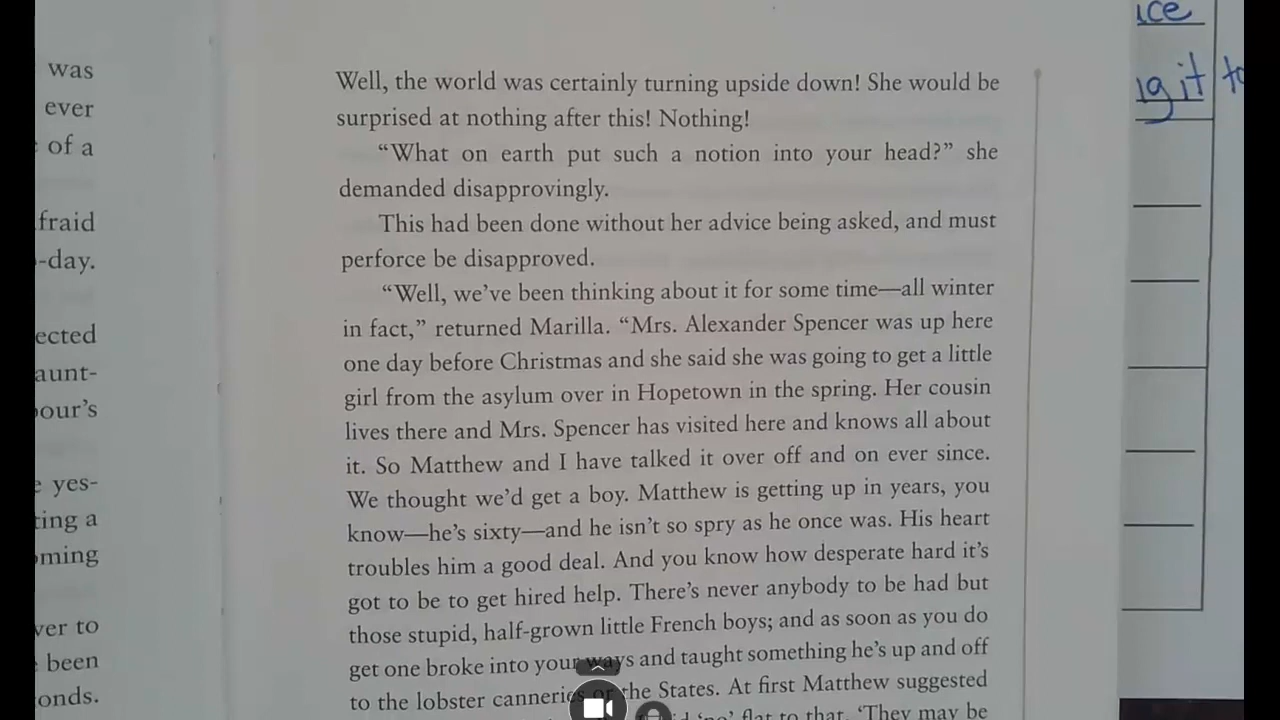 was
ever
of a
fraid
-day.
ected
aunt-
our's
yes-
ting a
ming
ver to
been
onds.
Well, the world was certainly turning upside down! She would be
surprised at nothing after this! Nothing!
“What on earth put such a notion into your head?” she
demanded disapprovingly.
This had been done without her advice being asked, and must
perforce be disapproved.
“Well, we’ve been thinking about it for some time—all winter
in fact,” returned Marilla. “Mrs. Alexander Spencer was up here
one day before Christmas and she said she was going to get a little
girl from the asylum over in Hopetown in the spring. Her cousin
lives there and Mrs. Spencer has visited here and knows all about
it. So Matthew and I have talked it over off and on ever since.
We thought we’d get a boy. Matthew is getting up in years, you
know—he’s sixty—and he isn’t so spry as he once was. His heart
troubles him a good deal. And you know how desperate hard it’s
got to be to get hired help. There’s never anybody to be had but
those stupid, half-grown little French boys; and as soon as you do
get one broke into your ways and taught something he’s up and off
to the lobster canneries or the States. At first Matthew suggested
‘no’ flat to that. ‘They may be
ice
g it to